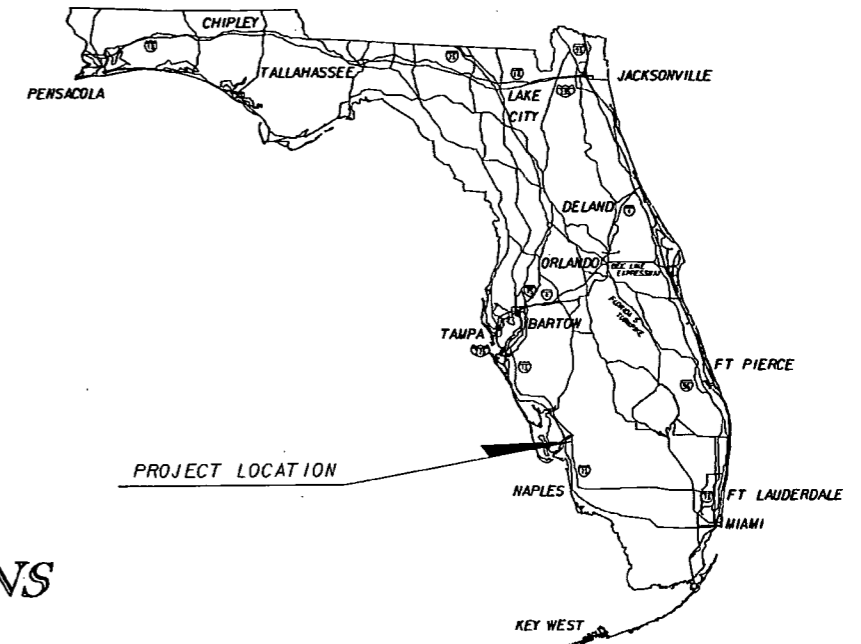 CHIPLEY
TALLAHASSEE
PENSACOLA
JACKSONVILLE
LAKE
CITY
DELAND
ORLANDO
BEE LINE
EXPRESSWAY
FLORIDA'S
TURNPIKE
TAMPA
BARTOW
FT PIERCE
PROJECT LOCATION
NAPLES
FT LAUDERDALE
MIAMI
NS
KEY WEST